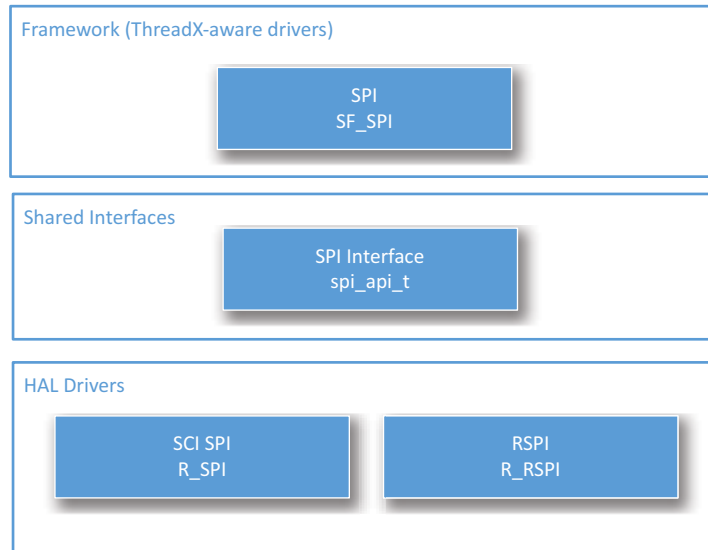 Framework (ThreadX-aware drivers)
SPI
SF_SPI
Shared Interfaces
SPI Interface
spi_api_t
HAL Drivers
SCI SPI
R_SPI
RSPI
R_RSPI